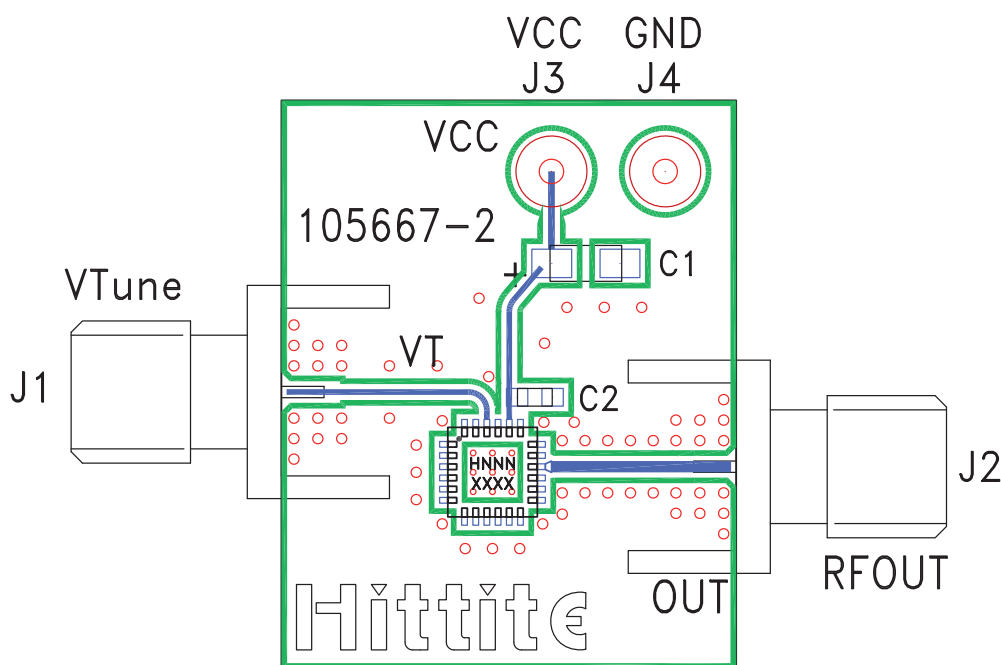 VCC GND
J3 J4
VCC
105667-2
C1
VTune
VT
J1
C2
HNNN
XXXX
J2
RFOUT
OUT
Hittite